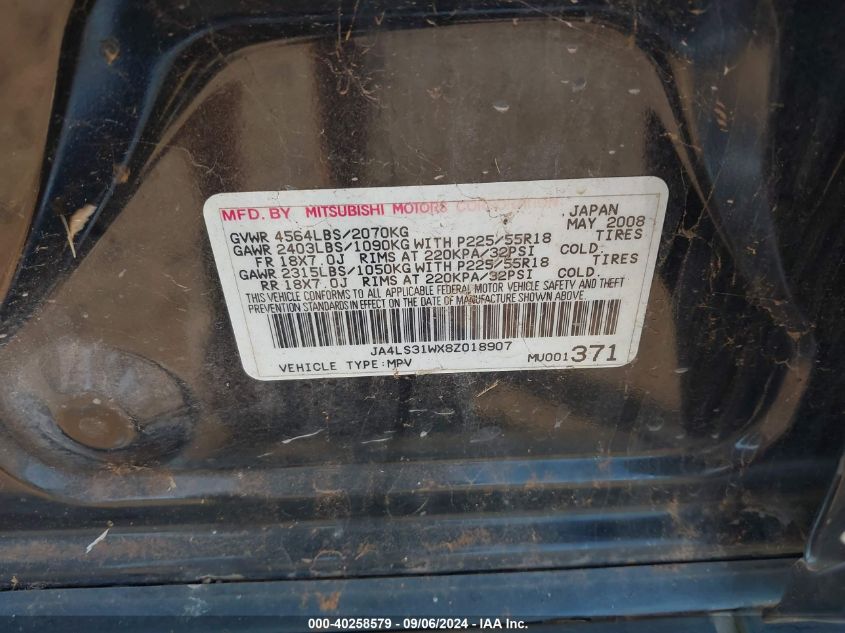 MFD. BY MITSUBISHI MOTORS CORPORATION, JAPAN
MAY 2008
GVWR 4564LBS/2070KG
GAWR 2403LBS/1090KG WITH P225/55R18 TIRES
FR 18X7.0J RIMS AT 220KPA/32PSI COLD.
GAWR 2315LBS/1050KG WITH P225/55R18 TIRES
RR 18X7.0J RIMS AT 220KPA/32PSI COLD.
THIS VEHICLE CONFORMS TO ALL APPLICABLE FEDERAL MOTOR VEHICLE SAFETY AND THEFT
PREVENTION STANDARDS IN EFFECT ON THE DATE OF MANUFACTURE SHOWN ABOVE.
JA4LS31WX8Z018907
VEHICLE TYPE:MPV MU001371
000 - 40258579 - 09/06/2024 - IAA Inc.